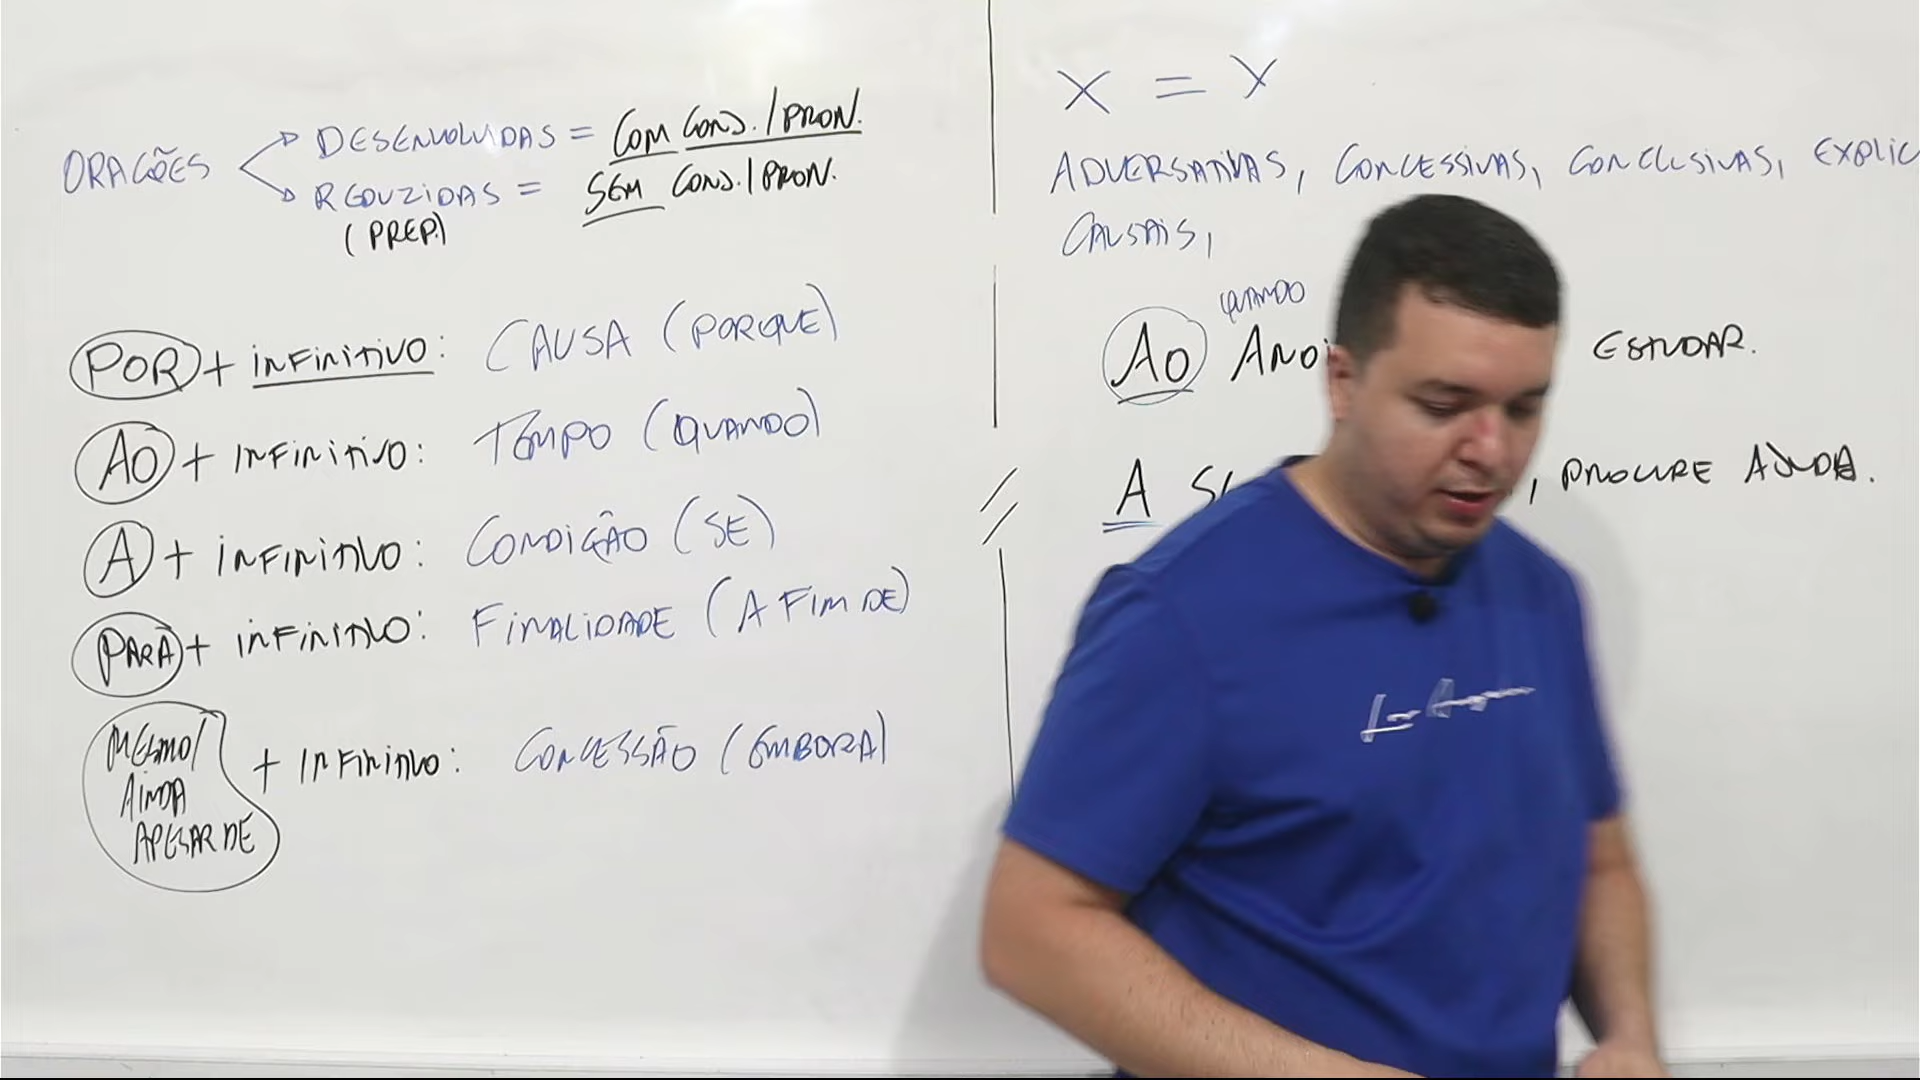 ORAÇÕES
DESENVOLVIDAS = COM CONJ. / PRON.
REDUZIDAS = SEM CONJ. / PRON.
(PREP.)
POR + INFINITIVO: CAUSA (PORQUE)
AO + INFINITIVO: TEMPO (QUANDO)
A + INFINITIVO: CONDIÇÃO (SE)
PARA + INFINITIVO: FINALIDADE (A FIM DE)
MESMO/
AINDA
APESAR DE
+ INFINITIVO: CONCESSÃO (EMBORA)
X = Y
ADVERSATIVAS, CONCESSIVAS, CONCLUSIVAS, EXPLIC
CAUSAIS,
QUANDO
AO ESTUDAR.
A , PROCURE AJUDA.